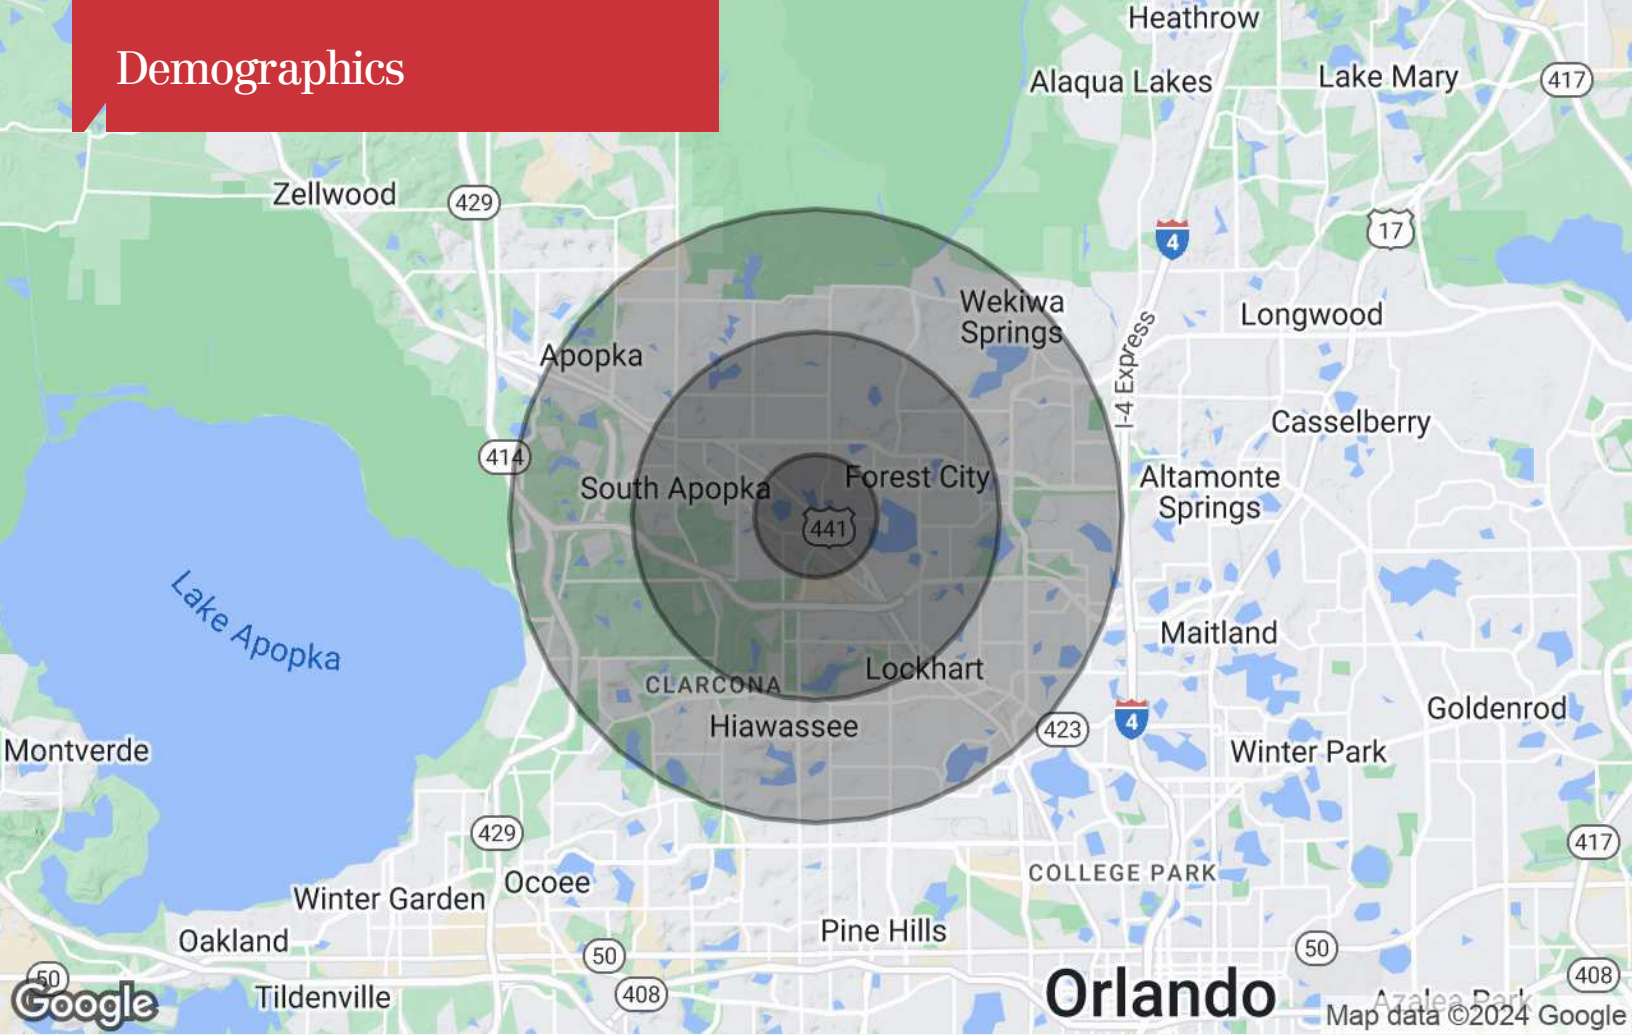 Demographics
Heathrow
Alaqua Lakes
Lake Mary
417
Zellwood
429
4
17
Wekiwa
Springs
Longwood
Apopka
I-4 Express
Casselberry
414
South Apopka
Forest City
441
Altamonte
Springs
Lake Apopka
Maitland
Lockhart
CLARCONA
Hiawassee
423
4
Goldenrod
Montverde
Winter Park
429
417
Ocoee
COLLEGE PARK
Winter Garden
Pine Hills
Oakland
50
50
50
408
408
Tildenville
Orlando
Azalea Park
Google
Map data ©2024 Google